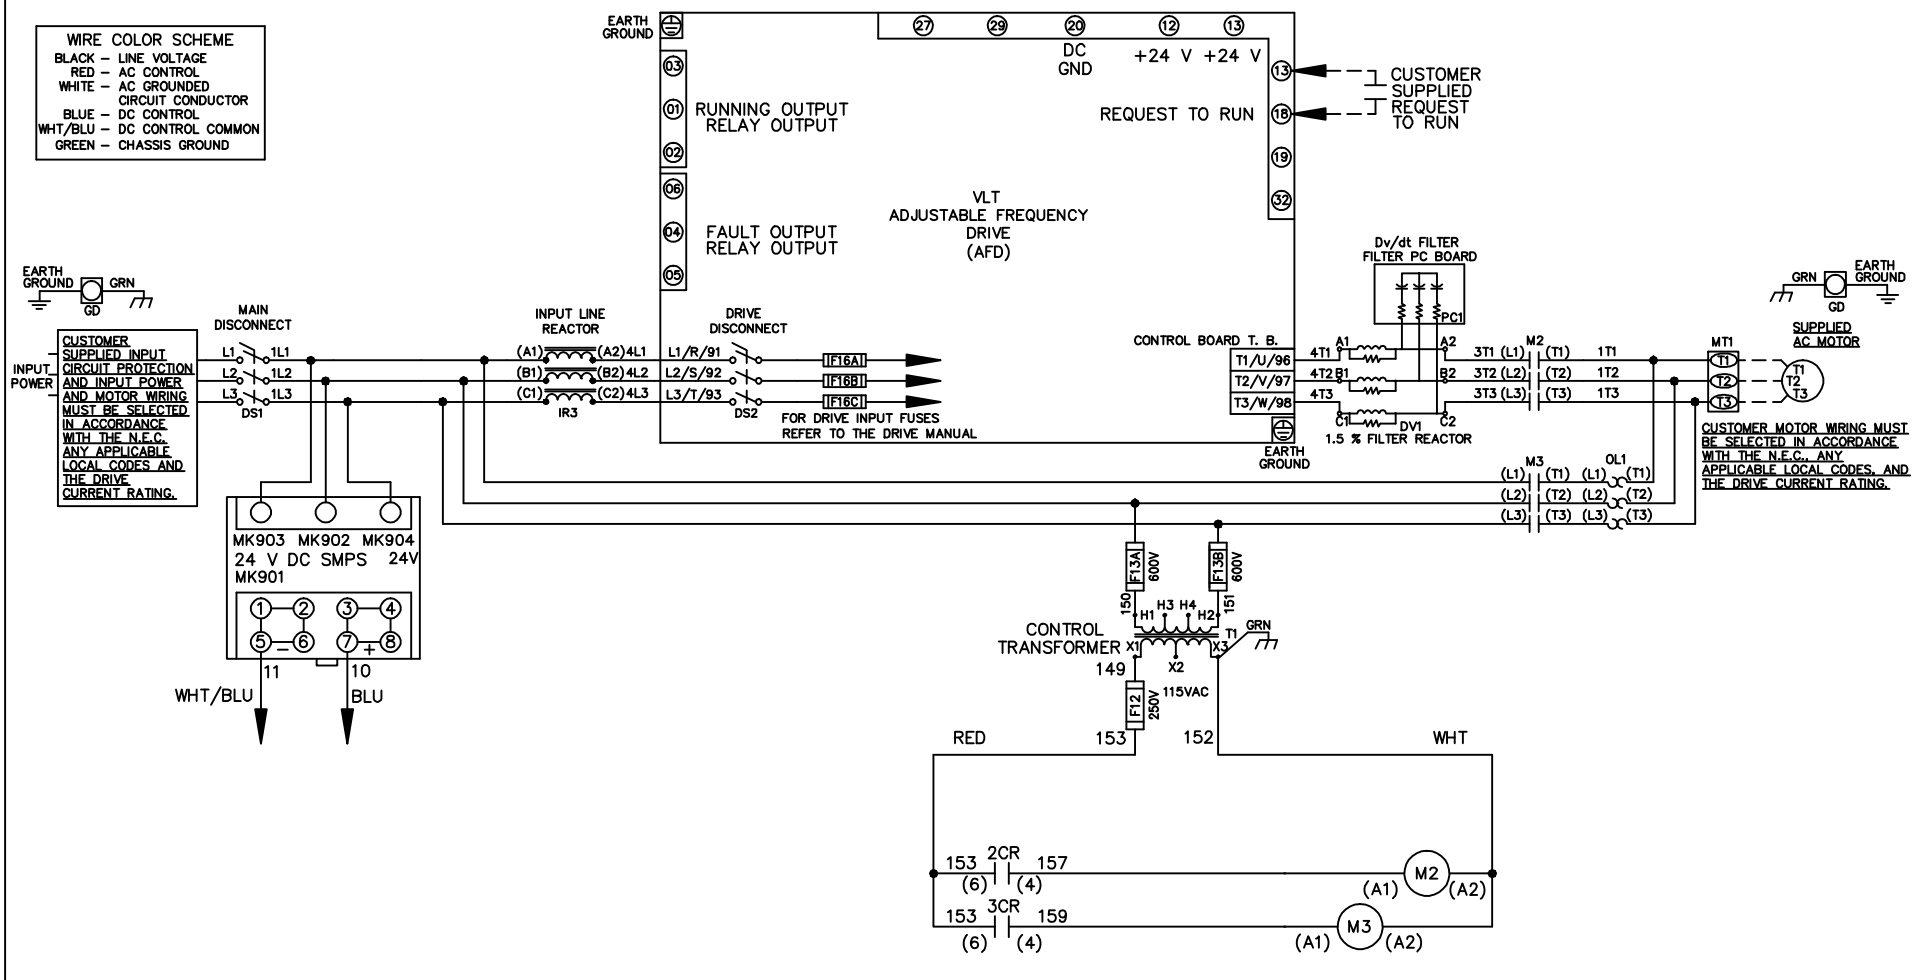 WIRE COLOR SCHEME
BLACK – LINE VOLTAGE
RED – AC CONTROL
WHITE – AC GROUNDED
CIRCUIT CONDUCTOR
BLUE – DC CONTROL
WHT/BLU – DC CONTROL COMMON
GREEN – CHASSIS GROUND
EARTH
GROUND
27 29 20 12 13
DC
GND
+24 V +24 V
03
01
02
RUNNING OUTPUT
RELAY OUTPUT
06
04
05
FAULT OUTPUT
RELAY OUTPUT
13
REQUEST TO RUN 18
19
32
CUSTOMER
SUPPLIED
REQUEST
TO RUN
VLT
ADJUSTABLE FREQUENCY
DRIVE
(AFD)
EARTH
GROUND
GRN
GD
CUSTOMER
SUPPLIED INPUT
CIRCUIT PROTECTION
AND INPUT POWER
AND MOTOR WIRING
MUST BE SELECTED
IN ACCORDANCE
WITH THE N.E.C.
ANY APPLICABLE
LOCAL CODES AND
THE DRIVE
CURRENT RATING.
INPUT
POWER
MAIN
DISCONNECT
L1 1L1
L2 1L2
L3 1L3
DS1
INPUT LINE
REACTOR
(A1) (A2) 4L1
(B1) (B2) 4L2
(C1) (C2) 4L3
IR3
L1/R/91
L2/S/92
L3/T/93
DRIVE
DISCONNECT
DS2
F16A
F16B
F16C
FOR DRIVE INPUT FUSES
REFER TO THE DRIVE MANUAL
CONTROL BOARD T. B.
T1/U/96
T2/V/97
T3/W/98
EARTH
GROUND
4T1
4T2
4T3
Dv/dt FILTER
FILTER PC BOARD
PC1
A1 A2
B1 B2
C1 C2
DV1
1.5 % FILTER REACTOR
M2
3T1 (L1) (T1) 1T1
3T2 (L2) (T2) 1T2
3T3 (L3) (T3) 1T3
MT1
T1
T2
T3
GRN
GD
EARTH
GROUND
SUPPLIED
AC MOTOR
T1
T2
T3
CUSTOMER MOTOR WIRING MUST
BE SELECTED IN ACCORDANCE
WITH THE N.E.C., ANY
APPLICABLE LOCAL CODES, AND
THE DRIVE CURRENT RATING.
M3 OL1
(L1) (T1) (L1) (T1)
(L2) (T2) (L2) (T2)
(L3) (T3) (L3) (T3)
MK903 MK902 MK904
24 V DC SMPS 24V
MK901
1 2 3 4
5 – 6 7 + 8
11 10
WHT/BLU BLU
F13A
600V
F13B
600V
150 151
H1 H3 H4 H2
T1
GRN
CONTROL
TRANSFORMER
X1 X2 X3
149
115VAC
F12
250V
RED 153 152 WHT
153 2CR 157
(6) (4) (A1) M2 (A2)
153 3CR 159
(6) (4) (A1) M3 (A2)